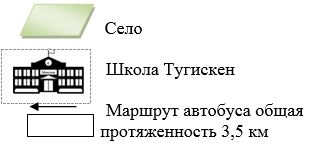 Село
Школа Тугискен
Маршрут автобуса общая
протяженность 3,5 км